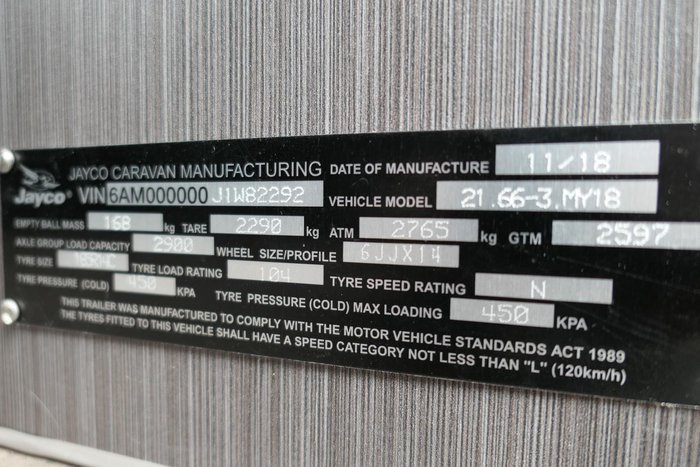 JAYCO CARAVAN MANUFACTURING DATE OF MANUFACTURE 11/18
Jayco VIN 6AM000000J1W82292 VEHICLE MODEL 21.66-3.MY18
EMPTY BALL MASS 168 kg TARE 2290 kg ATM 2765 kg GTM 2597
AXLE GROUP LOAD CAPACITY 2900 WHEEL SIZE/PROFILE 6JJX14
TYRE SIZE 185R14C TYRE LOAD RATING 104 TYRE SPEED RATING N
TYRE PRESSURE (COLD) 450 KPA TYRE PRESSURE (COLD) MAX LOADING 450 KPA
THIS TRAILER WAS MANUFACTURED TO COMPLY WITH THE MOTOR VEHICLE STANDARDS ACT 1989
THE TYRES FITTED TO THIS VEHICLE SHALL HAVE A SPEED CATEGORY NOT LESS THAN "L" (120km/h)